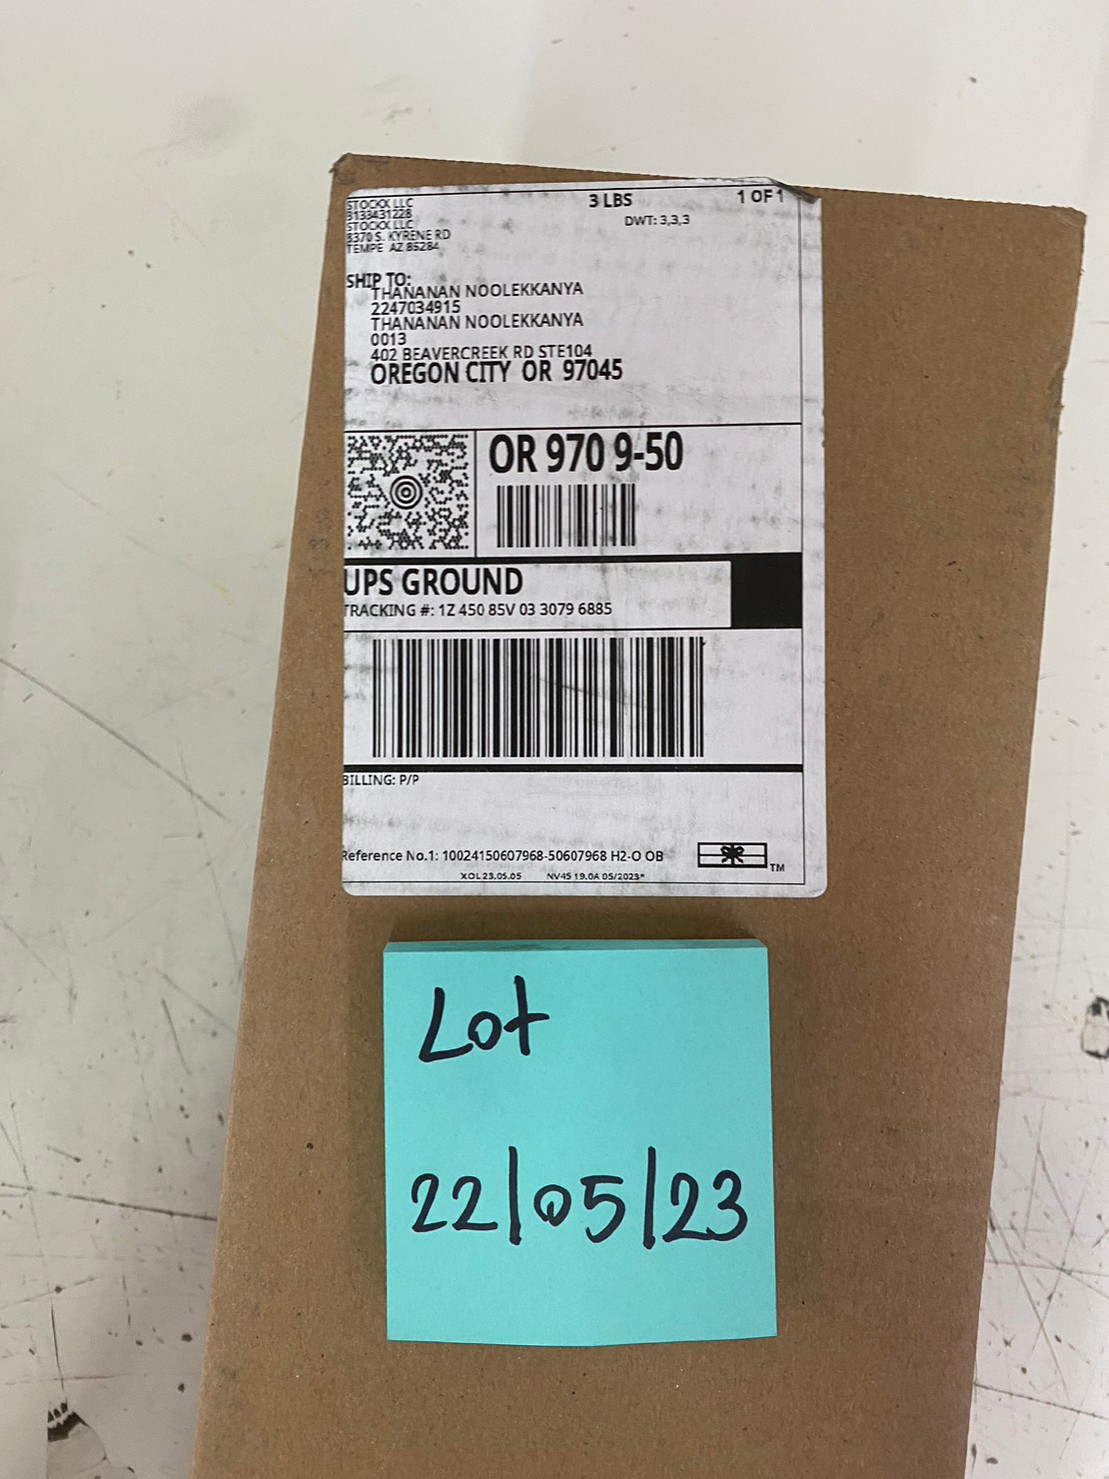 STOCKX LLC
3133431228
STOCKX LLC
8370 S. KYRENE RD
TEMPE AZ 85284
3 LBS
1 OF 1
DWT: 3,3,3
SHIP TO:
THANANAN NOOLEKKANYA
2247034915
THANANAN NOOLEKKANYA
0013
402 BEAVERCREEK RD STE104
OREGON CITY OR 97045
OR 970 9-50
UPS GROUND
TRACKING #: 1Z 450 85V 03 3079 6885
BILLING: P/P
Reference No.1: 10024150607968-50607968 H2-O OB
TM
XOL 23.05.05 NV45 19.0A 05/2023*
Lot
22/05/23